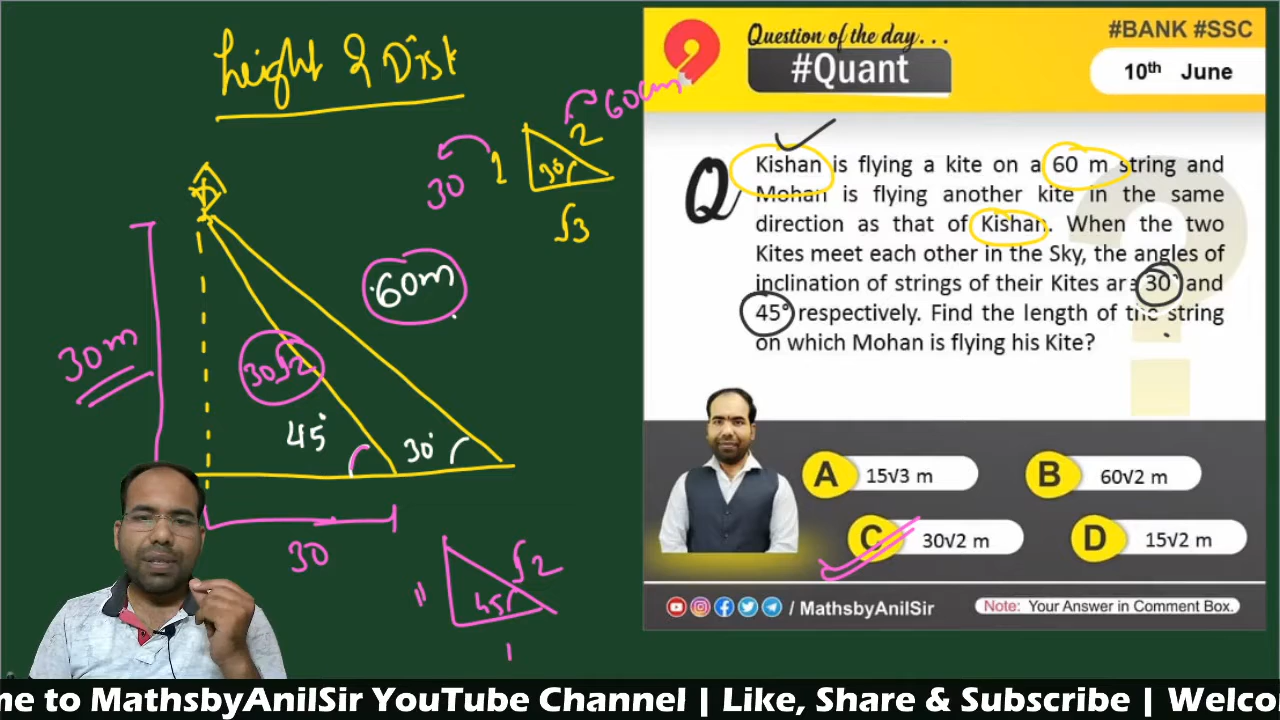 height & Dist
60cm
2
30
1
30
√3
60m
30m
30√2
45°
30°
30
√2
1
45
1
Question of the day...
#Quant
#BANK #SSC
10th June
Q
Kishan is flying a kite on a 60 m string and
Mohan is flying another kite in the same
direction as that of Kishan. When the two
Kites meet each other in the Sky, the angles of
inclination of strings of their Kites are 30° and
45° respectively. Find the length of the string
on which Mohan is flying his Kite?
A 15√3 m
B 60√2 m
C 30√2 m
D 15√2 m
/ MathsbyAnilSir
Note: Your Answer in Comment Box.
me to MathsbyAnilSir YouTube Channel | Like, Share & Subscribe | Welco